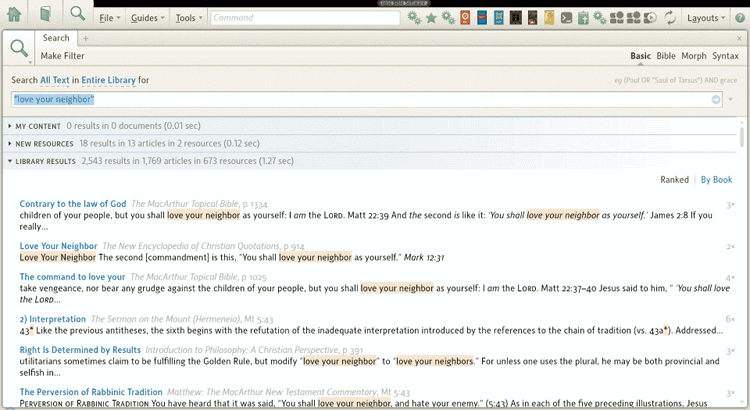 File Guides Tools Command Layouts
Search
Make Filter Basic Bible Morph Syntax
Search All Text in Entire Library for eg (Paul OR "Saul of Tarsus") AND grace
"love your neighbor"
MY CONTENT 0 results in 0 documents (0.01 sec)
NEW RESOURCES 18 results in 13 articles in 2 resources (0.12 sec)
LIBRARY RESULTS 2,543 results in 1,769 articles in 673 resources (1.27 sec)
Ranked By Book
Contrary to the law of God The MacArthur Topical Bible, p 1334 3×
children of your people, but you shall love your neighbor as yourself: I am the LORD. Matt 22:39 And the second is like it: ‘You shall love your neighbor as yourself.’ James 2:8 If you
really…
Love Your Neighbor The New Encyclopedia of Christian Quotations, p 914 2×
Love Your Neighbor The second [commandment] is this, “You shall love your neighbor as yourself.” Mark 12:31
The command to love your The MacArthur Topical Bible, p 1025 4×
take vengeance, nor bear any grudge against the children of your people, but you shall love your neighbor as yourself: I am the LORD. Matt 22:37–40 Jesus said to him, “ ‘You shall love
the LORD…
2) Interpretation The Sermon on the Mount (Hermeneia), Mt 5:43 6×
43* Like the previous antitheses, the sixth begins with the refutation of the inadequate interpretation introduced by the references to the chain of tradition (vs. 43a*). Addressed…
Right Is Determined by Results Introduction to Philosophy: A Christian Perspective, p 391 3×
utilitarians sometimes claim to be fulfilling the Golden Rule, but modify “love your neighbor” to “love your neighbors.” For unless one uses the plural, he may be both provincial and
selfish in…
The Perversion of Rabbinic Tradition Matthew: The MacArthur New Testament Commentary, Mt 5:43 3×
PERVERSION OF RABBINIC TRADITION You have heard that it was said, “You shall love your neighbor, and hate your enemy.” (5:43) As in each of the five preceding illustrations, Jesus